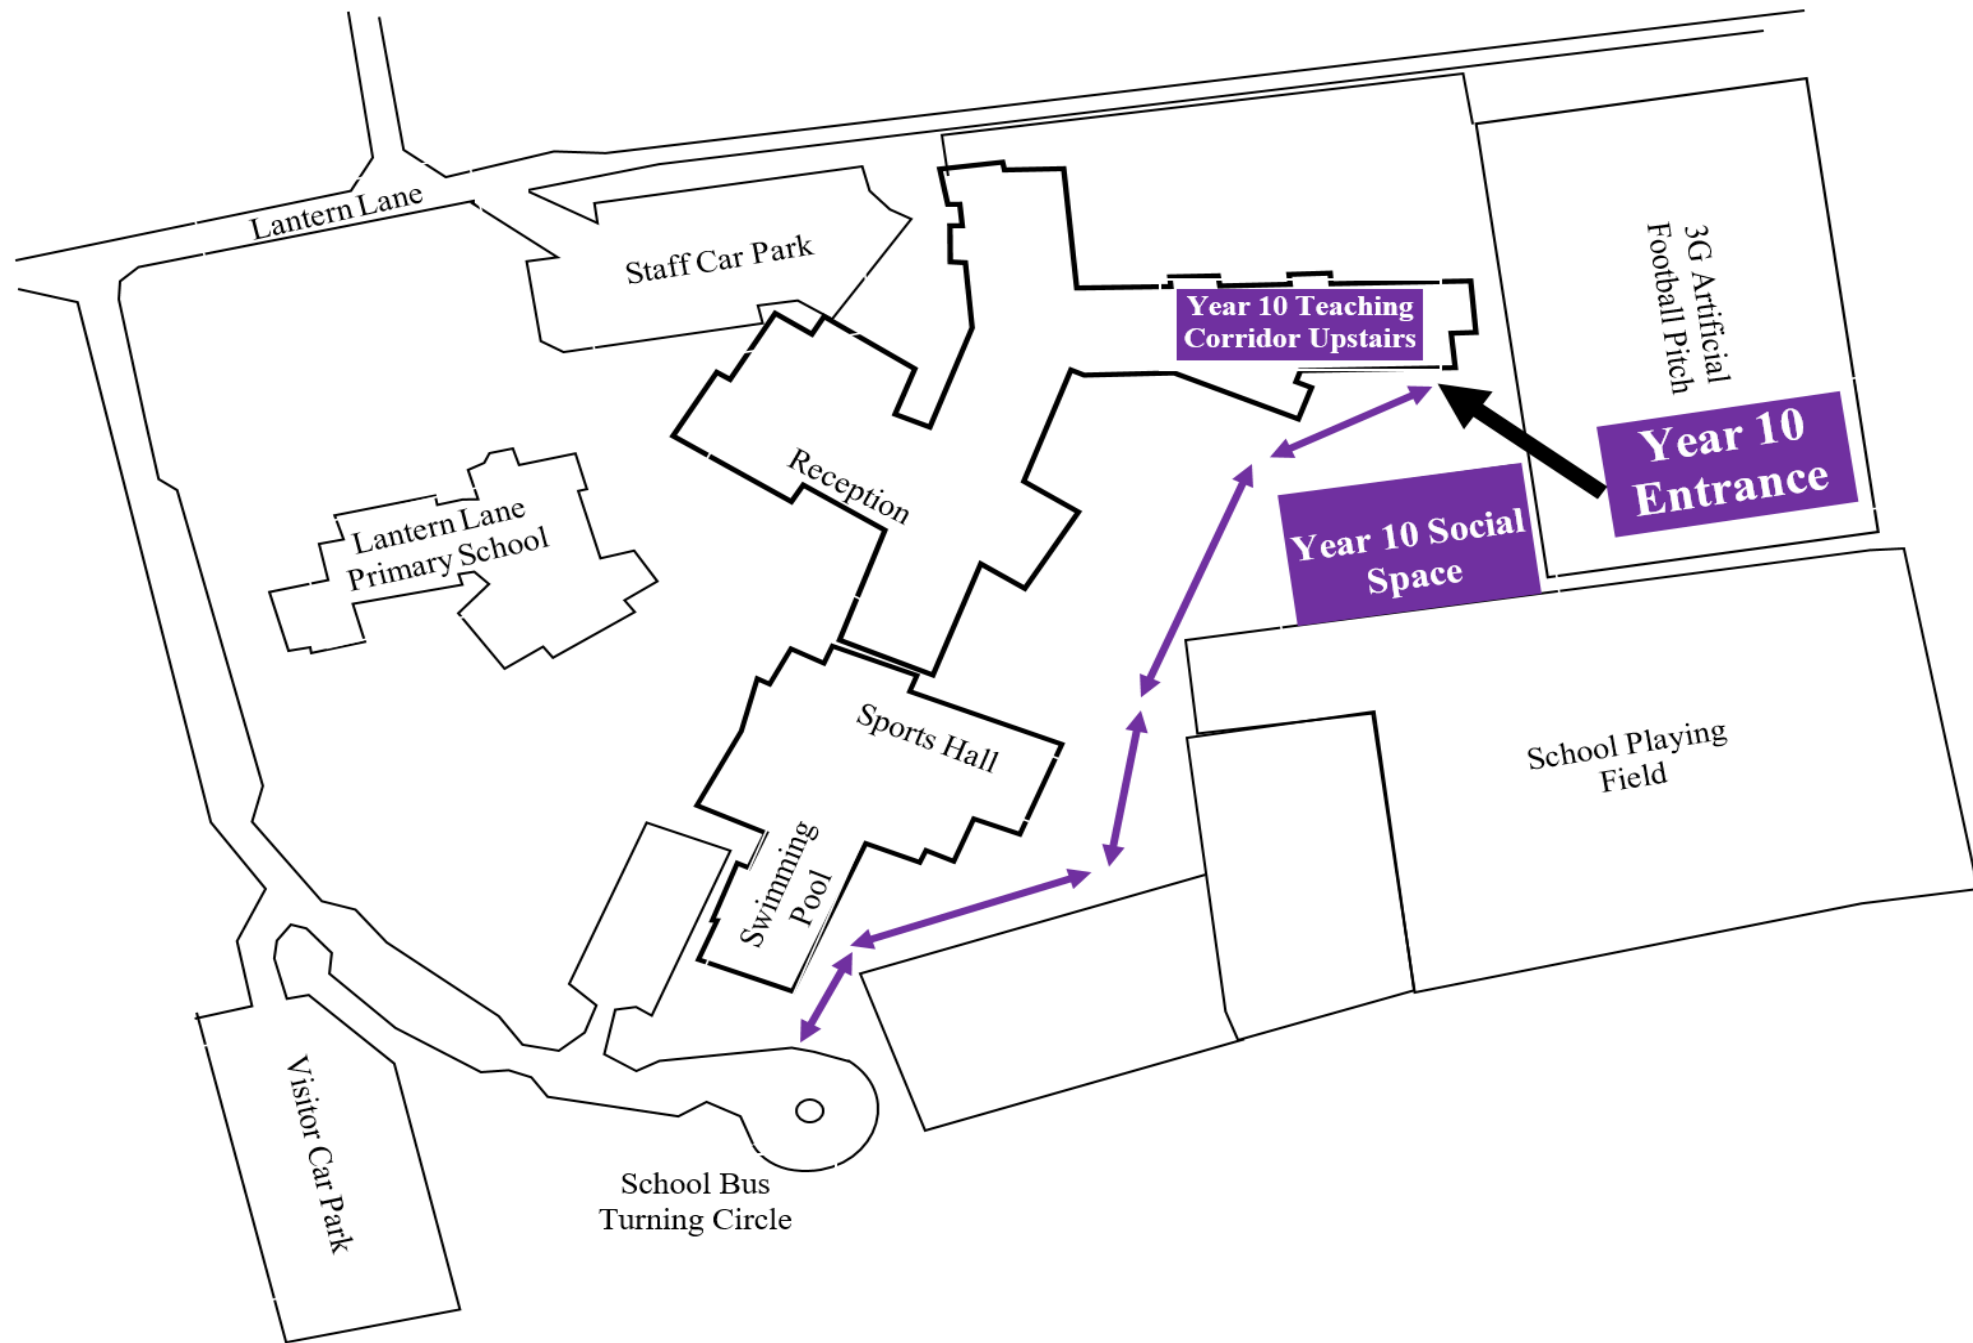 Lantern Lane
Staff Car Park
3G Artificial
Football Pitch
Year 10 Teaching
Corridor Upstairs
Year 10
Entrance
Reception
Year 10 Social
Space
Lantern Lane
Primary School
Sports Hall
School Playing
Field
Swimming
Pool
Visitor Car Park
School Bus
Turning Circle